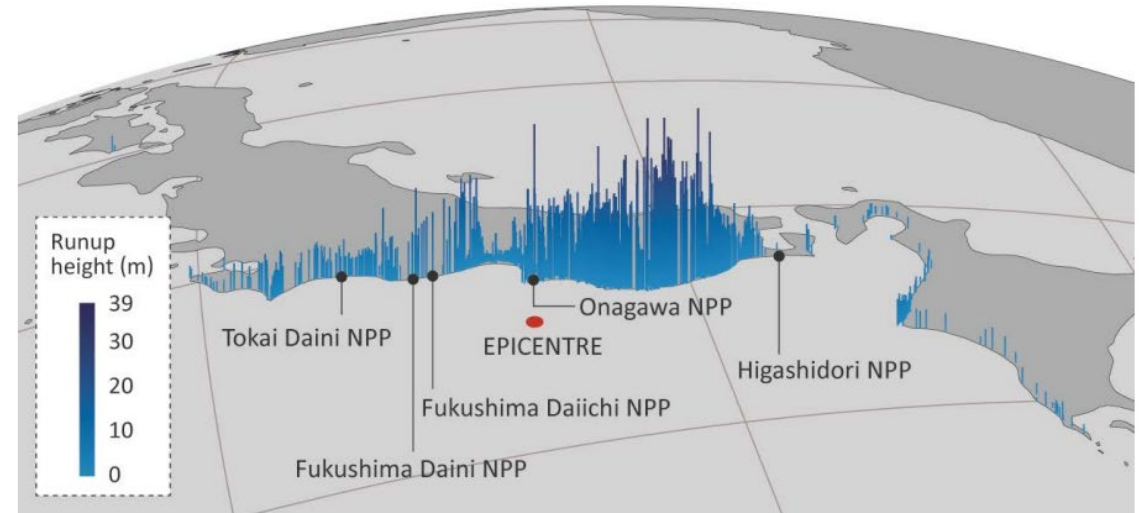 Runup
height (m)
39
30
20
10
0
Tokai Daini NPP
Onagawa NPP
EPICENTRE
Higashidori NPP
Fukushima Daiichi NPP
Fukushima Daini NPP